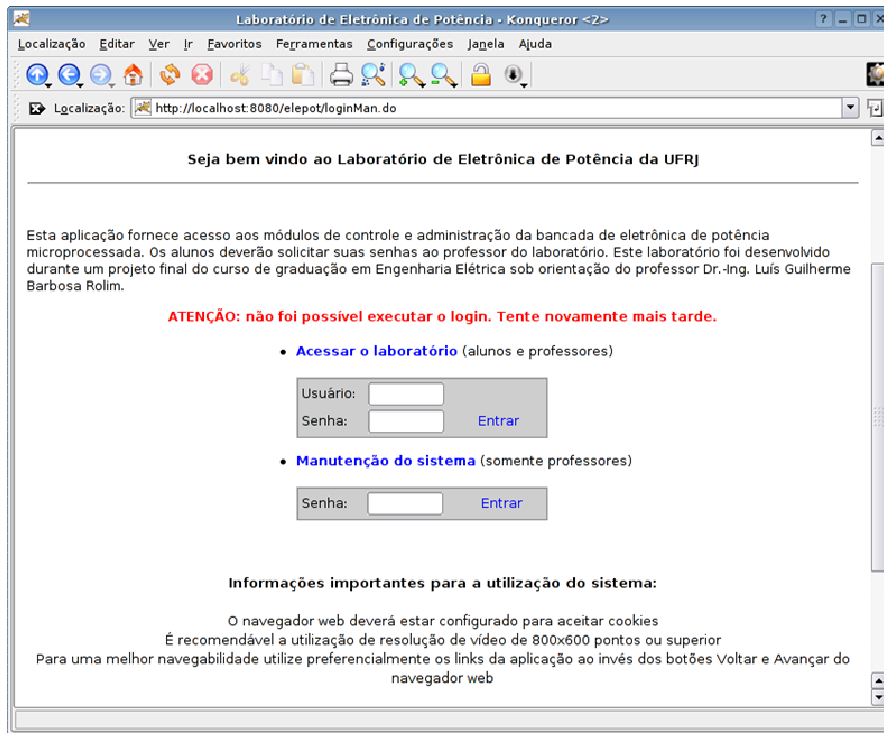 Laboratório de Eletrônica de Potência - Konqueror <2>
Localização Editar Ver Ir Favoritos Ferramentas Configurações Janela Ajuda
Localização: http://localhost:8080/elepot/loginMan.do
Seja bem vindo ao Laboratório de Eletrônica de Potência da UFRJ
Esta aplicação fornece acesso aos módulos de controle e administração da bancada de eletrônica de potência
microprocessada. Os alunos deverão solicitar suas senhas ao professor do laboratório. Este laboratório foi desenvolvido
durante um projeto final do curso de graduação em Engenharia Elétrica sob orientação do professor Dr.-Ing. Luís Guilherme
Barbosa Rolim.
ATENÇÃO: não foi possível executar o login. Tente novamente mais tarde.
• Acessar o laboratório (alunos e professores)
Usuário:
Senha: Entrar
• Manutenção do sistema (somente professores)
Senha: Entrar
Informações importantes para a utilização do sistema:
O navegador web deverá estar configurado para aceitar cookies
É recomendável a utilização de resolução de vídeo de 800x600 pontos ou superior
Para uma melhor navegabilidade utilize preferencialmente os links da aplicação ao invés dos botões Voltar e Avançar do
navegador web